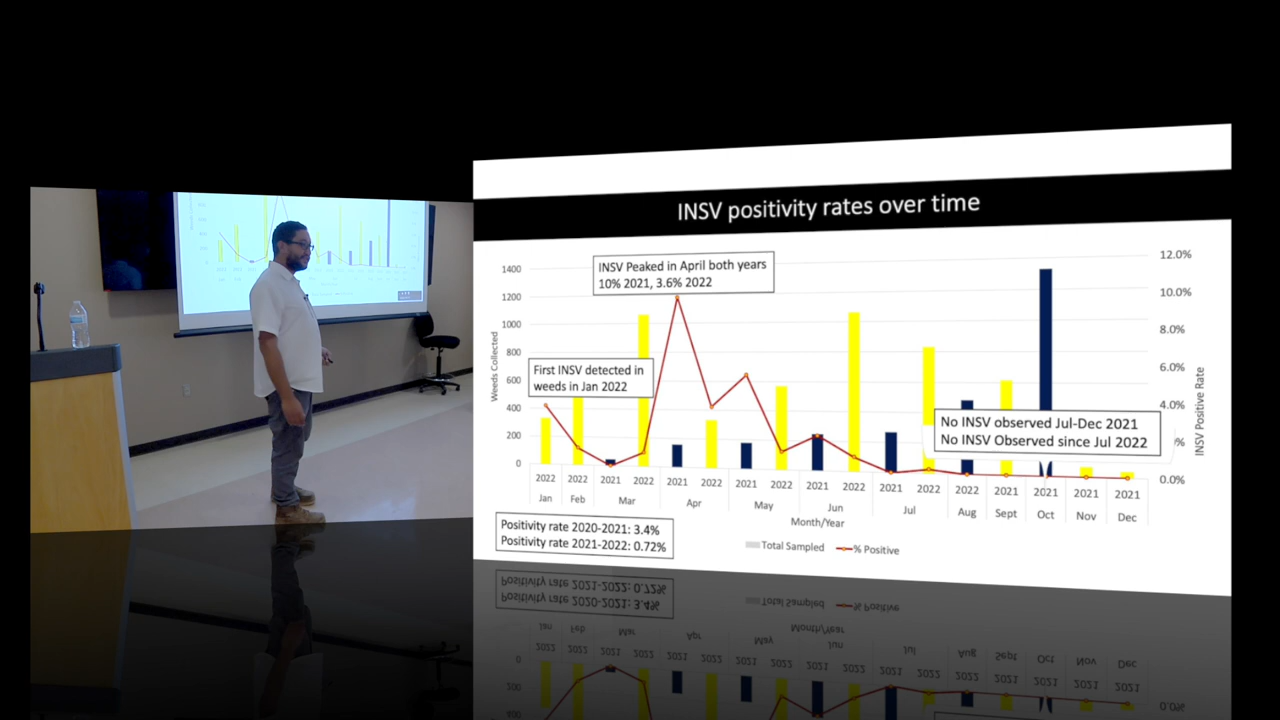 INSV positivity rates over time
INSV Peaked in April both years
10% 2021, 3.6% 2022
First INSV detected in
weeds in Jan 2022
No INSV observed Jul-Dec 2021
No INSV Observed since Jul 2022
Weeds Collected
1400
1200
1000
800
600
400
200
0
12.0%
10.0%
8.0%
6.0%
4.0%
0.0%
INSV Positive Rate
2022 2022 2021 2022 2021 2022 2021 2022 2021 2022 2021 2022 2022 2021 2021 2021 2021
Jan Feb Mar Apr May Jun Jul Aug Sept Oct Nov Dec
Month/Year
Positivity rate 2020-2021: 3.4%
Positivity rate 2021-2022: 0.72%
Total Sampled % Positive